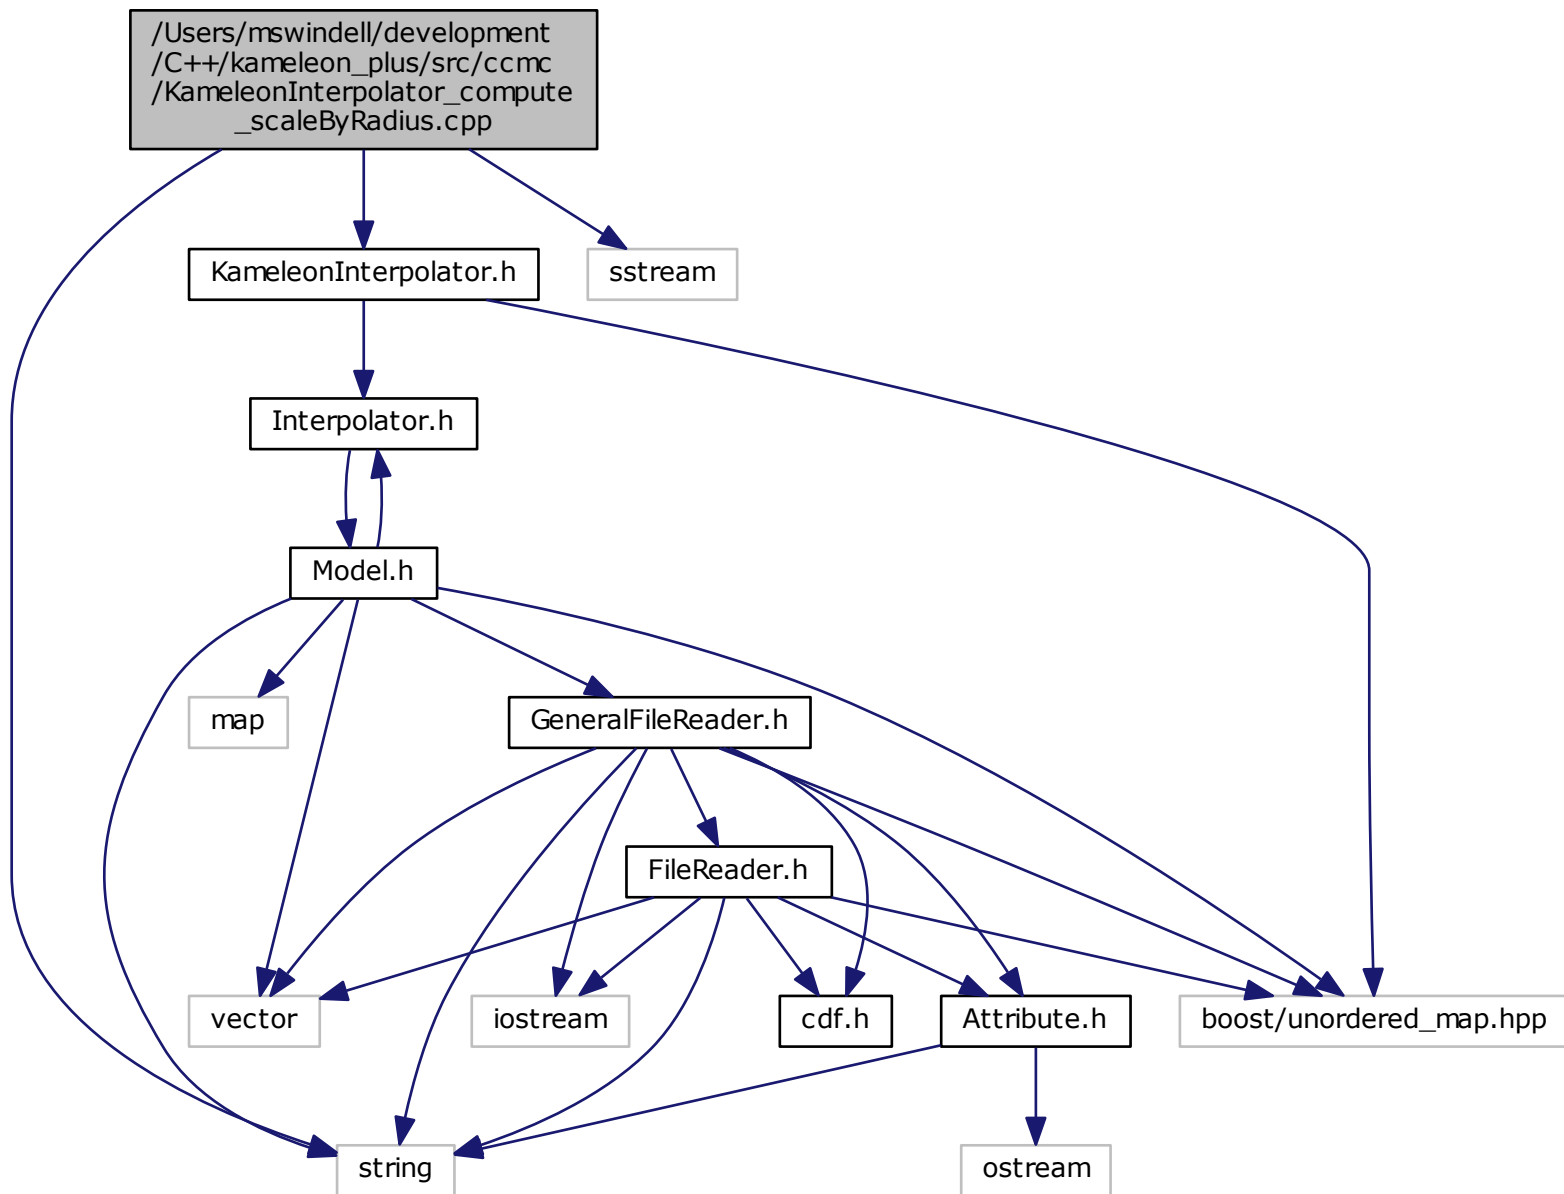 /Users/mswindell/development
/C++/kameleon_plus/src/ccmc
/KameleonInterpolator_compute
_scaleByRadius.cpp
KameleonInterpolator.h
sstream
Interpolator.h
Model.h
map
GeneralFileReader.h
FileReader.h
vector
iostream
cdf.h
Attribute.h
boost/unordered_map.hpp
string
ostream